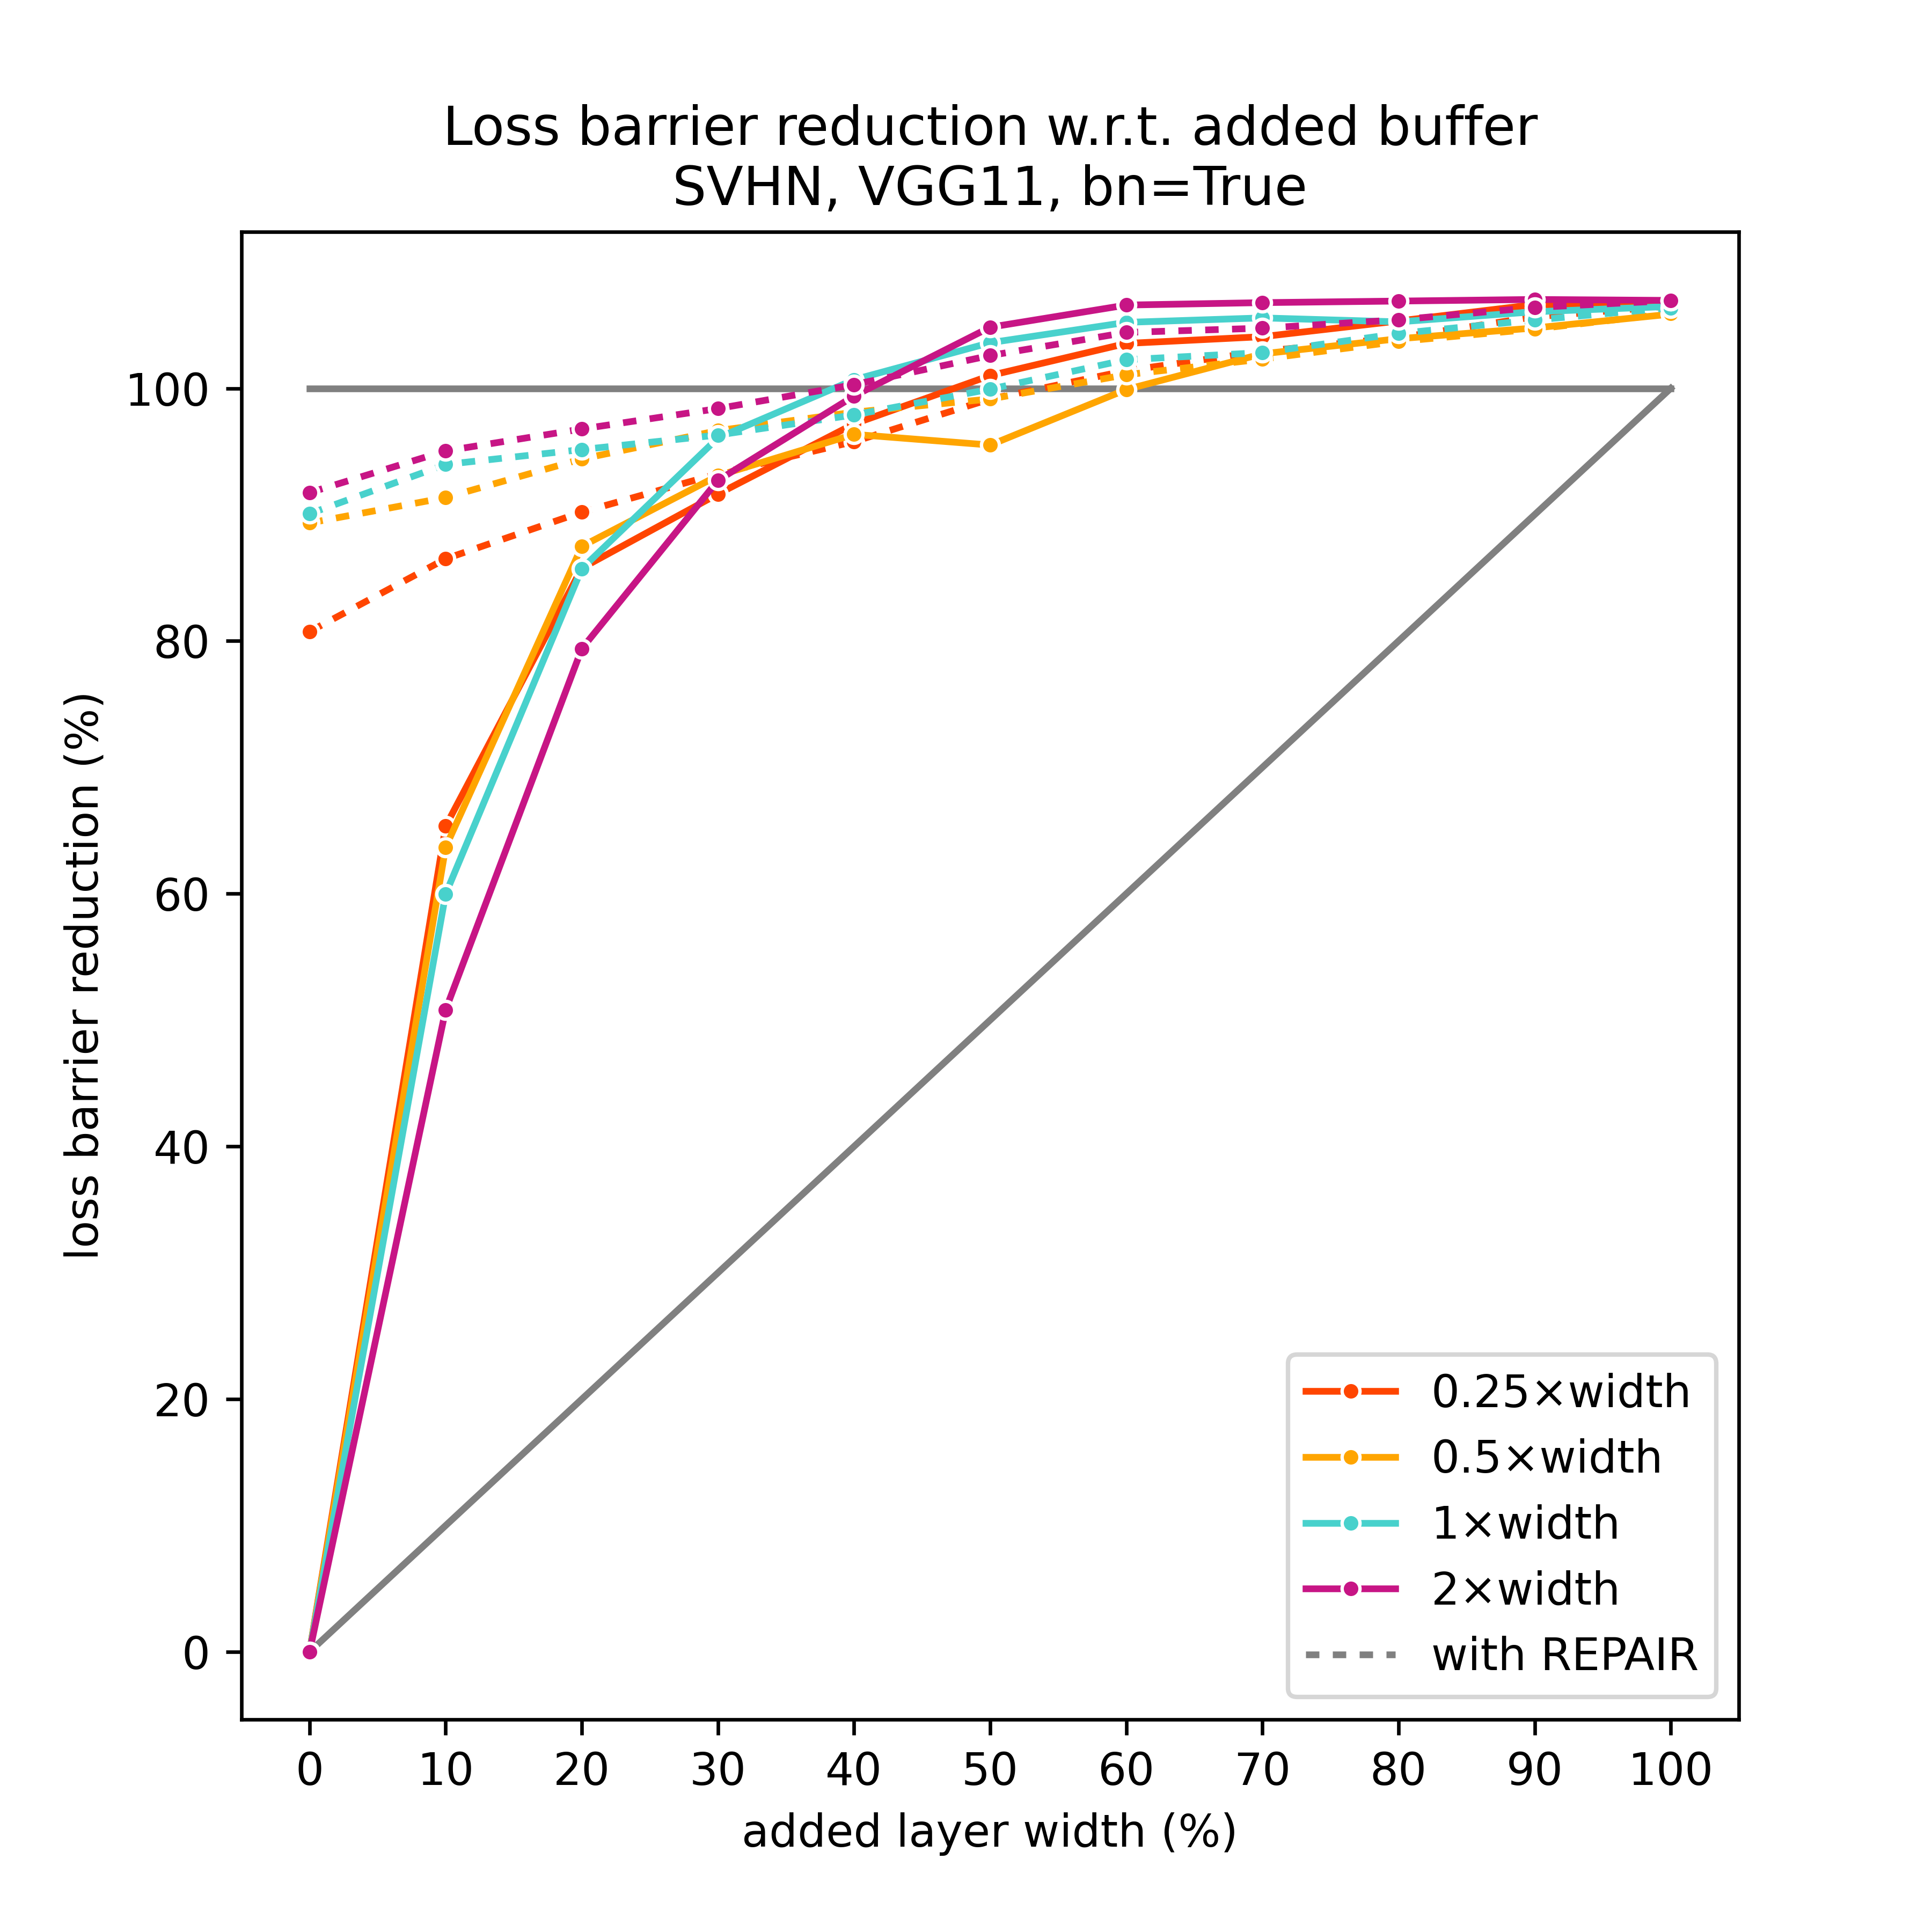 Loss barrier reduction w.r.t. added buffer
SVHN, VGG11, bn=True
loss barrier reduction (%)
100
80
60
40
20
0
0 10 20 30 40 50 60 70 80 90 100
added layer width (%)
0.25×width
0.5×width
1×width
2×width
with REPAIR